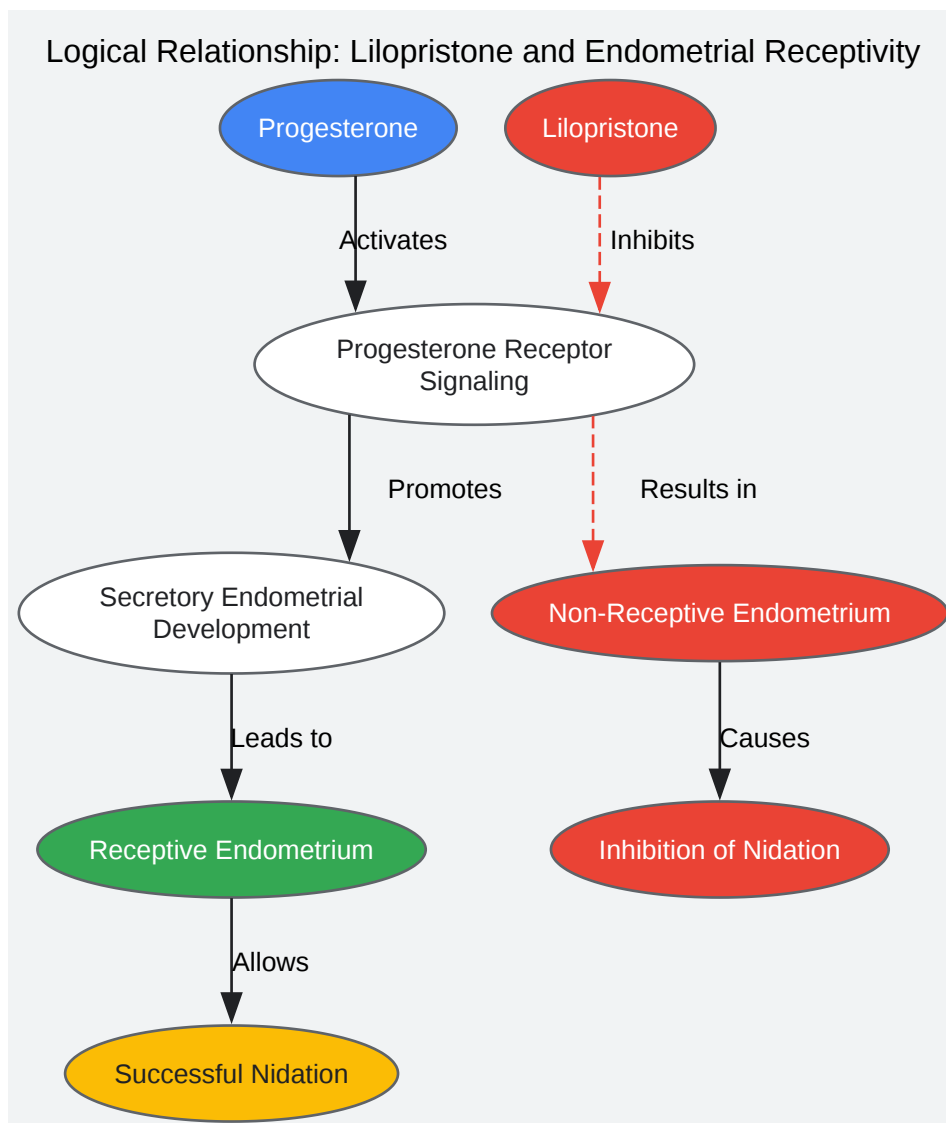 Logical Relationship: Lilopristone and Endometrial Receptivity
Progesterone
Lilopristone
Activates
Inhibits
Progesterone Receptor
Signaling
Promotes
Results in
Secretory Endometrial
Development
Non-Receptive Endometrium
Leads to
Causes
Receptive Endometrium
Inhibition of Nidation
Allows
Successful Nidation